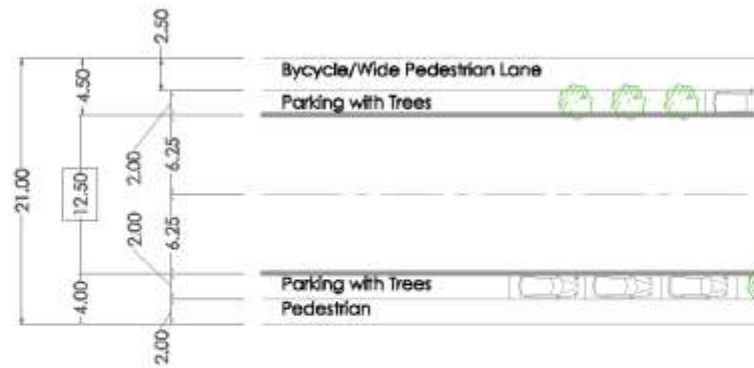 2.50
Bycycle/Wide Pedestrian Lane
4.50
Parking with Trees
2.00
6.25
21.00
12.50
2.00
6.25
Parking with Trees
4.00
Pedestrian
2.00